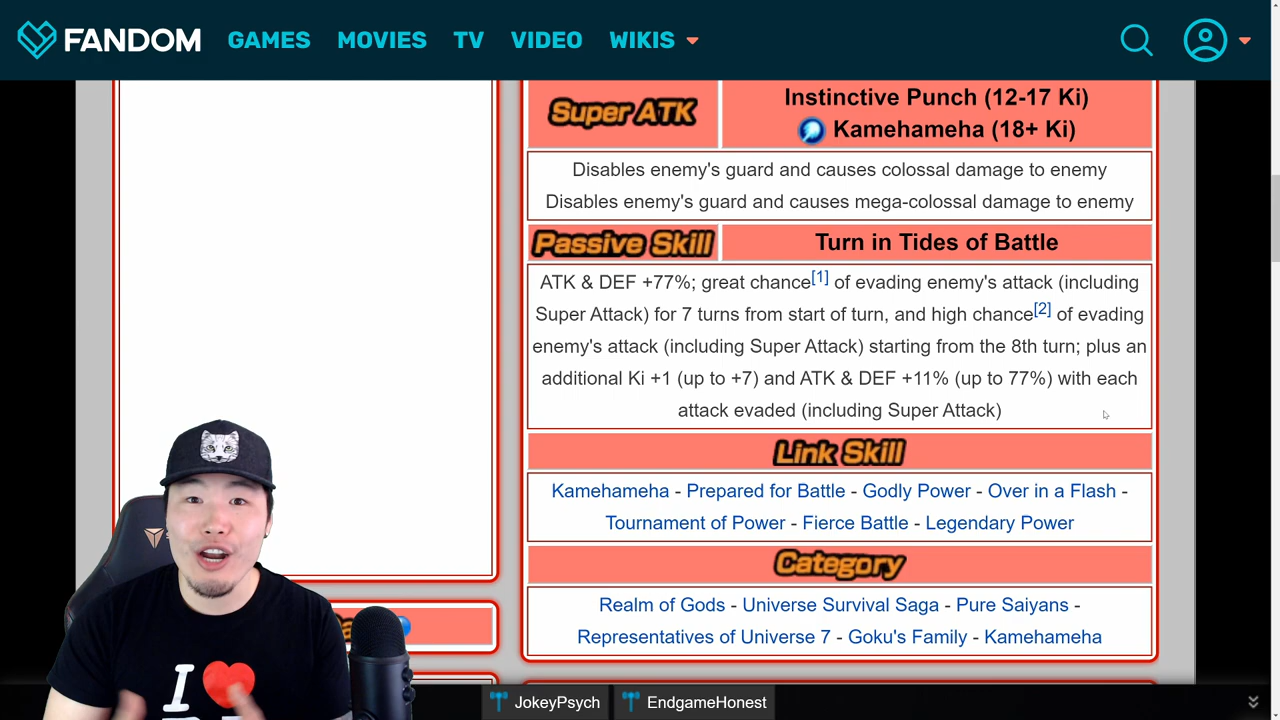 FANDOM GAMES MOVIES TV VIDEO WIKIS
Super ATK
Instinctive Punch (12-17 Ki)
Kamehameha (18+ Ki)
Disables enemy's guard and causes colossal damage to enemy
Disables enemy's guard and causes mega-colossal damage to enemy
Passive Skill
Turn in Tides of Battle
ATK & DEF +77%; great chance[1] of evading enemy's attack (including
Super Attack) for 7 turns from start of turn, and high chance[2] of evading
enemy's attack (including Super Attack) starting from the 8th turn; plus an
additional Ki +1 (up to +7) and ATK & DEF +11% (up to 77%) with each
attack evaded (including Super Attack)
Link Skill
Kamehameha - Prepared for Battle - Godly Power - Over in a Flash -
Tournament of Power - Fierce Battle - Legendary Power
Category
Realm of Gods - Universe Survival Saga - Pure Saiyans -
Representatives of Universe 7 - Goku's Family - Kamehameha
I
JokeyPsych
EndgameHonest